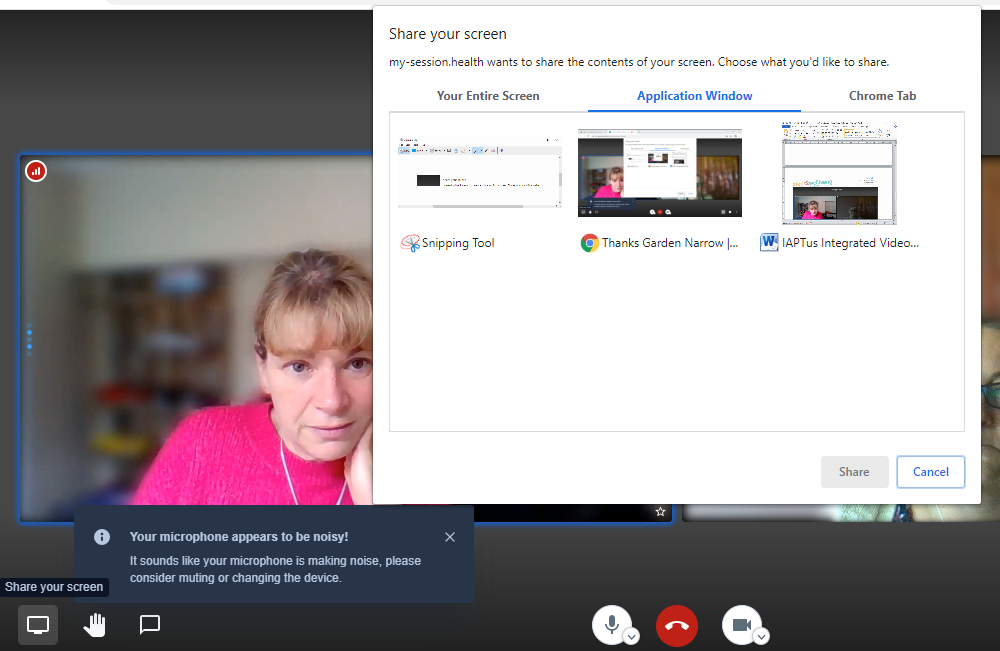 Share your screen
my-session.health wants to share the contents of your screen. Choose what you'd like to share.
Your Entire Screen
Application Window
Chrome Tab
Snipping Tool
Thanks Garden Narrow |...
IAPTus Integrated Video...
Share
Cancel
Your microphone appears to be noisy!
It sounds like your microphone is making noise, please
consider muting or changing the device.
Share your screen